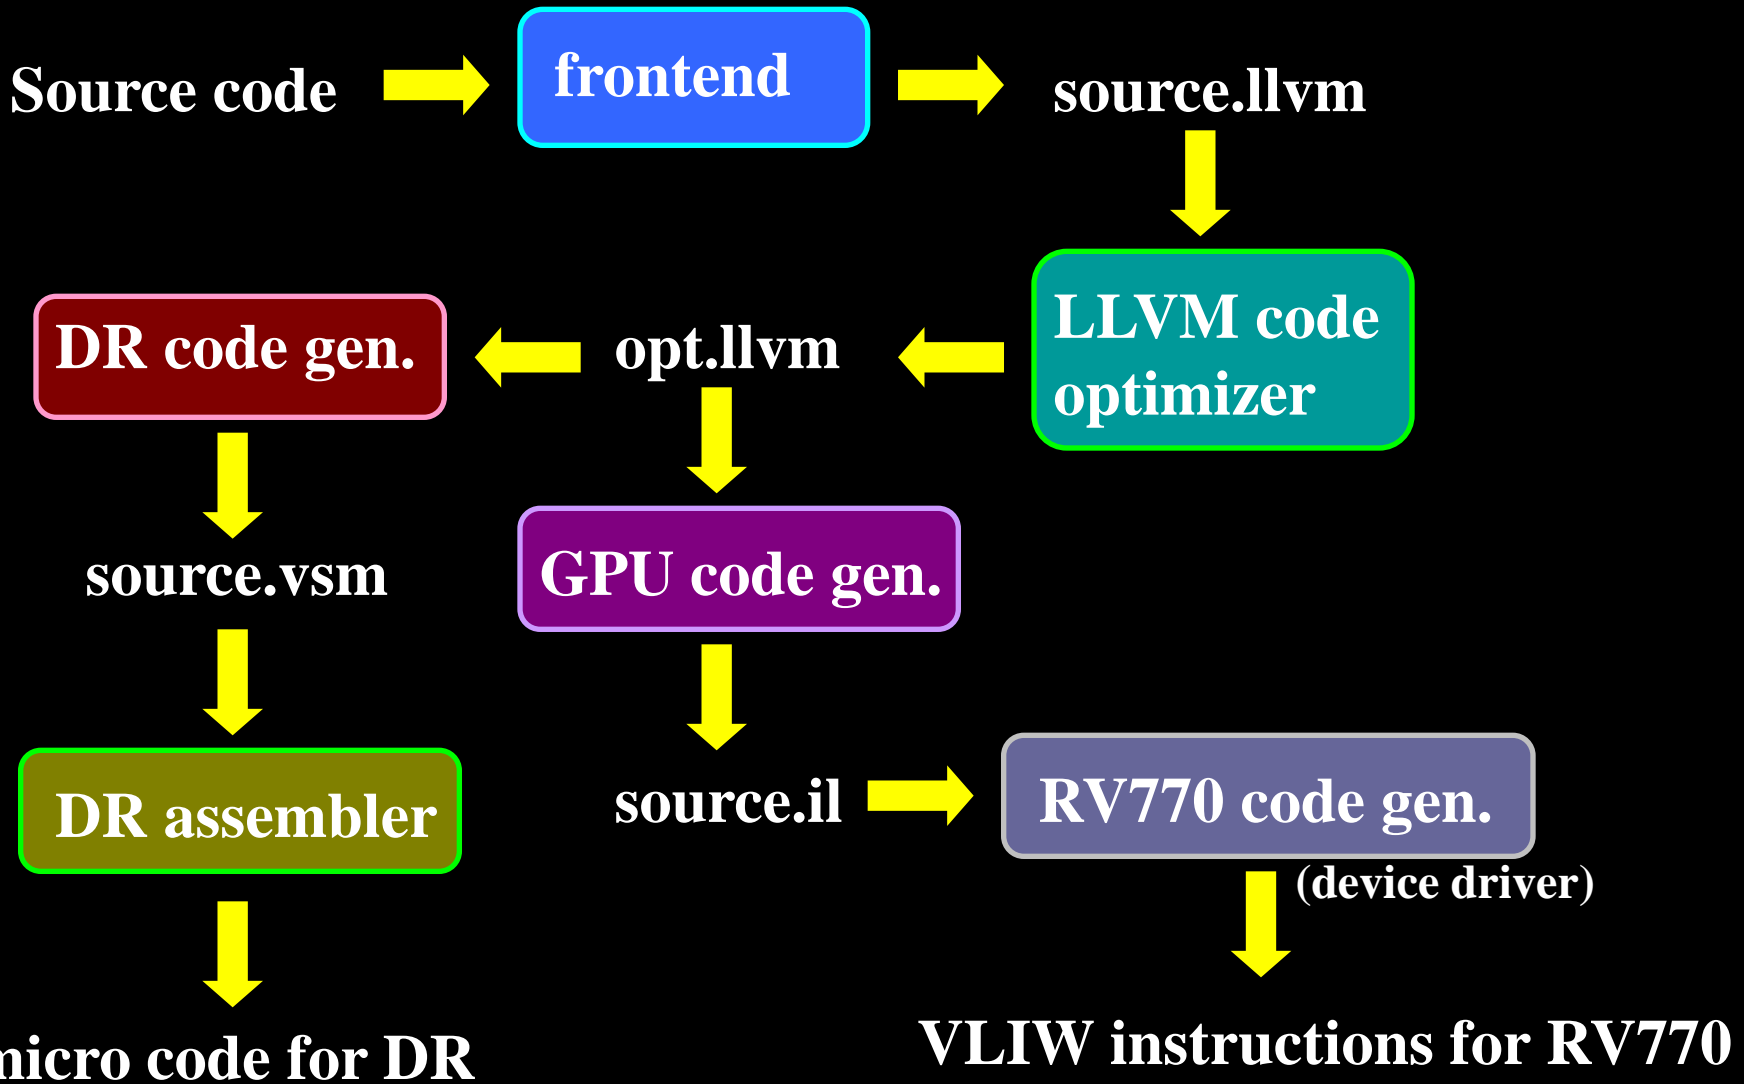 Source code
frontend
source.llvm
DR code gen.
opt.llvm
LLVM code
optimizer
source.vsm
GPU code gen.
DR assembler
source.il
RV770 code gen.
(device driver)
code for DR
VLIW instructions for RV770